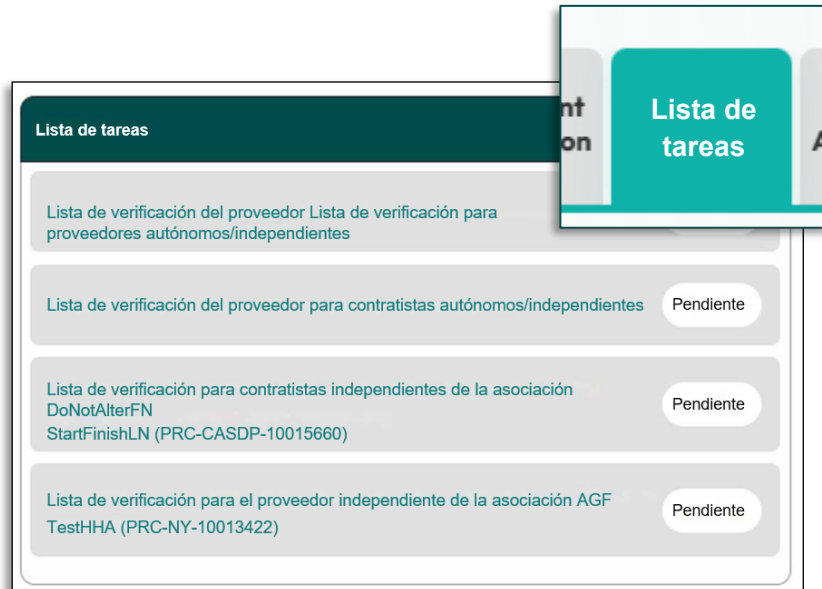 nt
on
Lista de
tareas
A
Lista de tareas
Lista de verificación del proveedor Lista de verificación para
proveedores autónomos/independientes
Lista de verificación del proveedor para contratistas autónomos/independientes
Pendiente
Lista de verificación para contratistas independientes de la asociación
DoNotAlterFN
StartFinishLN (PRC-CASDP-10015660)
Pendiente
Lista de verificación para el proveedor independiente de la asociación AGF
TestHHA (PRC-NY-10013422)
Pendiente